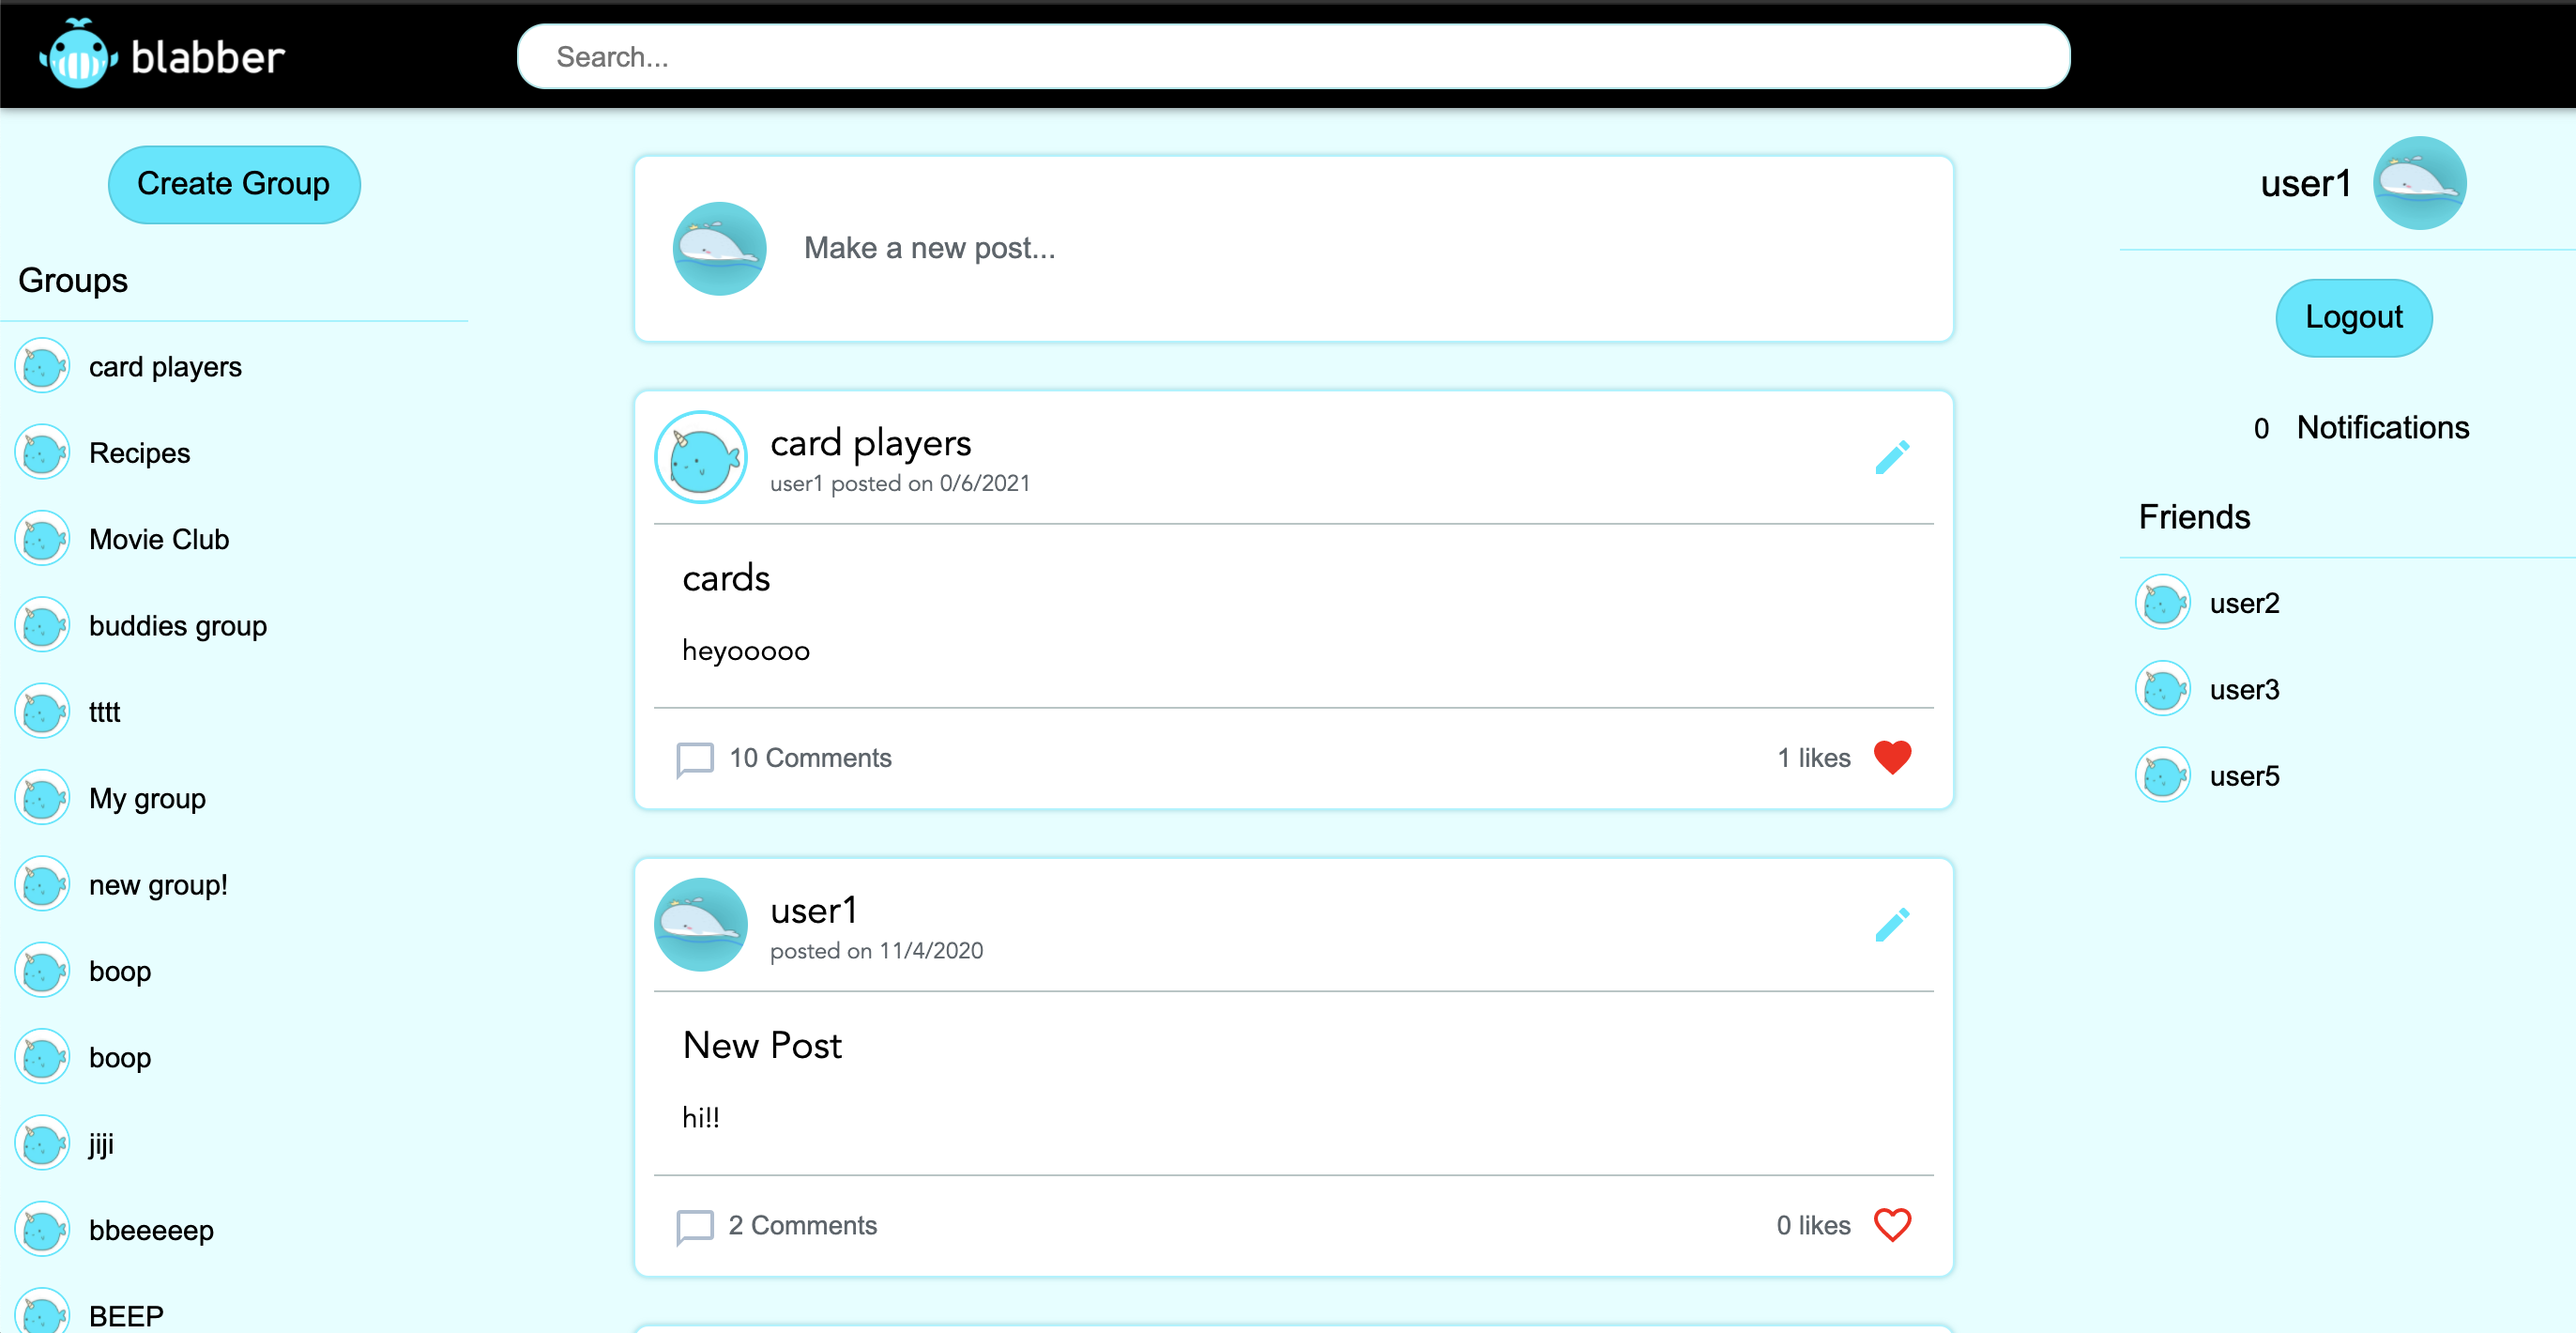 blabber
Search...
Create Group
Groups
card players
Recipes
Movie Club
buddies group
tttt
My group
new group!
boop
boop
jiji
bbeeeeep
BEEP
Make a new post...
card players
user1 posted on 0/6/2021
cards
heyooooo
10 Comments
1 likes
user1
posted on 11/4/2020
New Post
hi!!
2 Comments
0 likes
user1
Logout
0 Notifications
Friends
user2
user3
user5